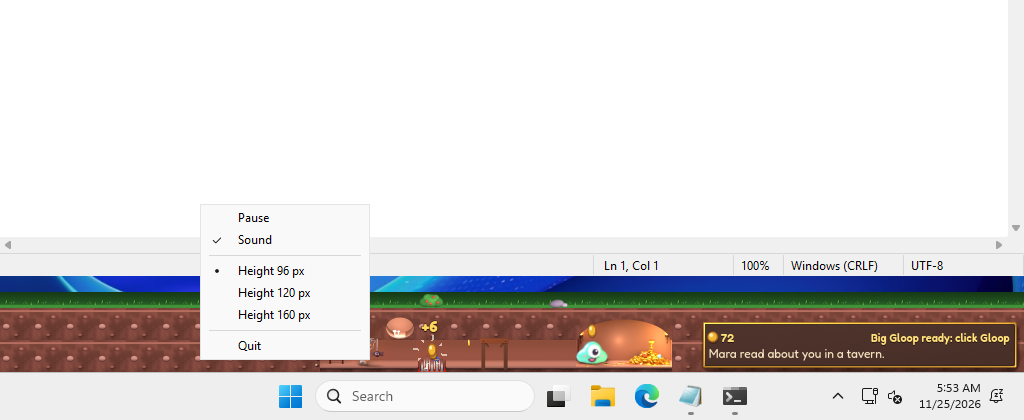 Pause
Sound
Height 96 px
Height 120 px
Height 160 px
Quit
Ln 1, Col 1
100%
Windows (CRLF)
UTF-8
+6
72
Big Gloop ready: click Gloop
Mara read about you in a tavern.
Search
5:53 AM
11/25/2026